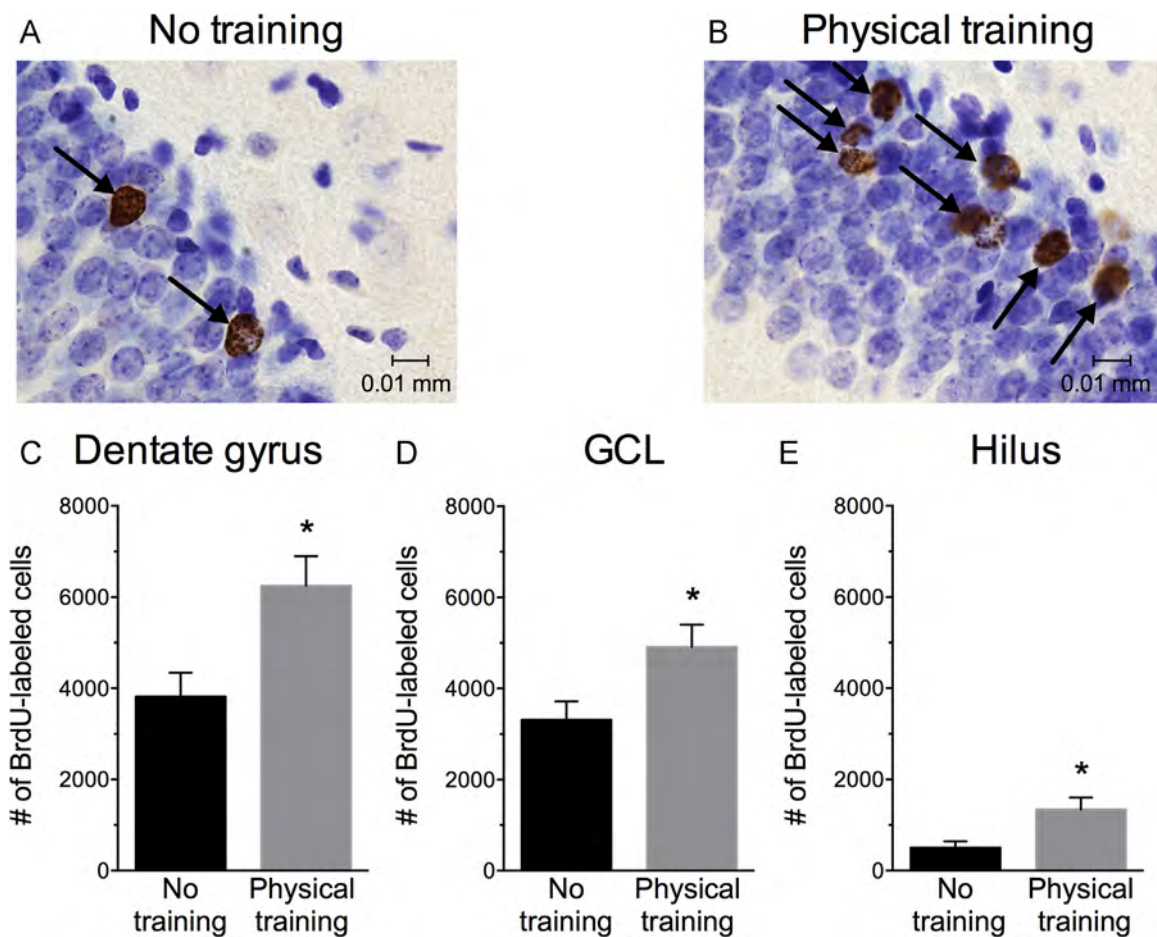 A No training
B Physical training
0.01 mm
0.01 mm
C Dentate gyrus
D GCL
E Hilus
# of BrdU-labeled cells
8000
6000
4000
2000
0
No training
Physical training
*
# of BrdU-labeled cells
8000
6000
4000
2000
0
No training
Physical training
*
# of BrdU-labeled cells
8000
6000
4000
2000
0
No training
Physical training
*